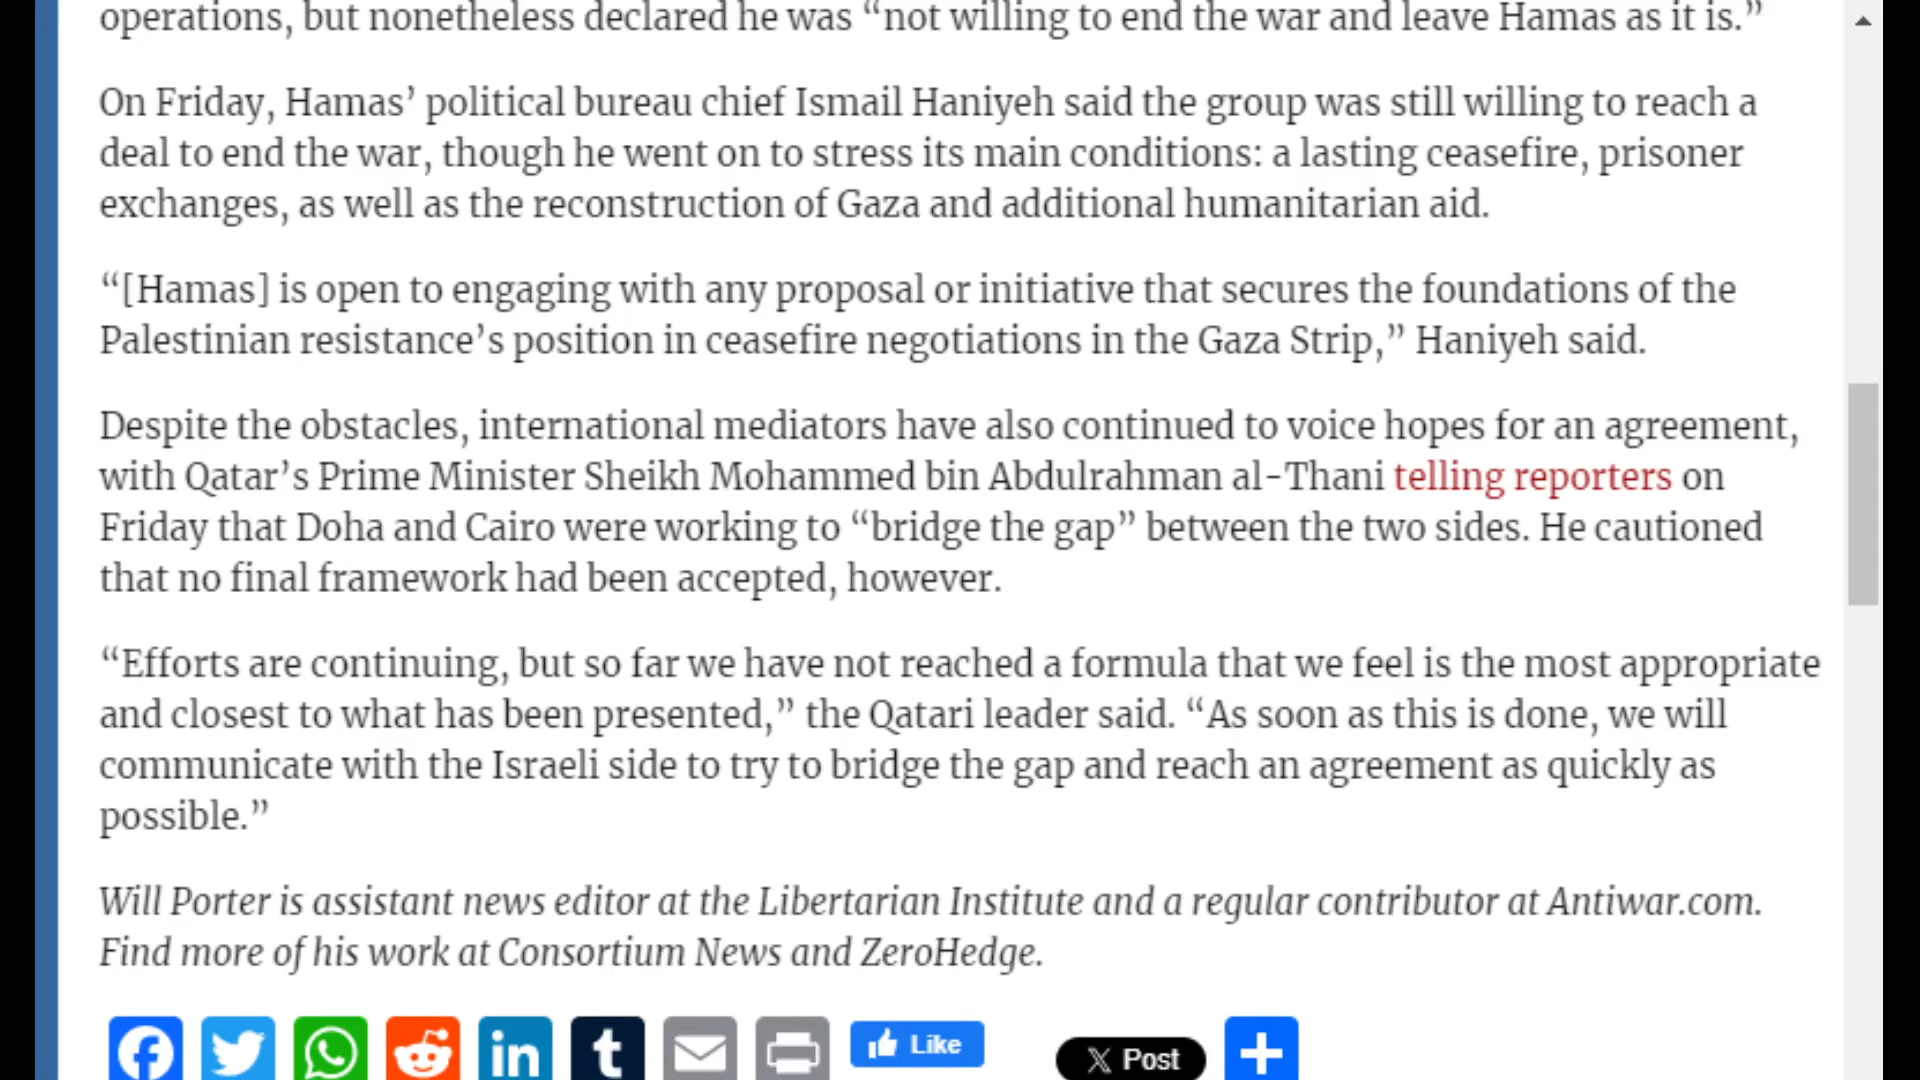 operations, but nonetheless declared he was “not willing to end the war and leave Hamas as it is.”
On Friday, Hamas’ political bureau chief Ismail Haniyeh said the group was still willing to reach a
deal to end the war, though he went on to stress its main conditions: a lasting ceasefire, prisoner
exchanges, as well as the reconstruction of Gaza and additional humanitarian aid.
“[Hamas] is open to engaging with any proposal or initiative that secures the foundations of the
Palestinian resistance’s position in ceasefire negotiations in the Gaza Strip,” Haniyeh said.
Despite the obstacles, international mediators have also continued to voice hopes for an agreement,
with Qatar’s Prime Minister Sheikh Mohammed bin Abdulrahman al-Thani telling reporters on
Friday that Doha and Cairo were working to “bridge the gap” between the two sides. He cautioned
that no final framework had been accepted, however.
“Efforts are continuing, but so far we have not reached a formula that we feel is the most appropriate
and closest to what has been presented,” the Qatari leader said. “As soon as this is done, we will
communicate with the Israeli side to try to bridge the gap and reach an agreement as quickly as
possible.”
Will Porter is assistant news editor at the Libertarian Institute and a regular contributor at Antiwar.com.
Find more of his work at Consortium News and ZeroHedge.
in t Like X Post